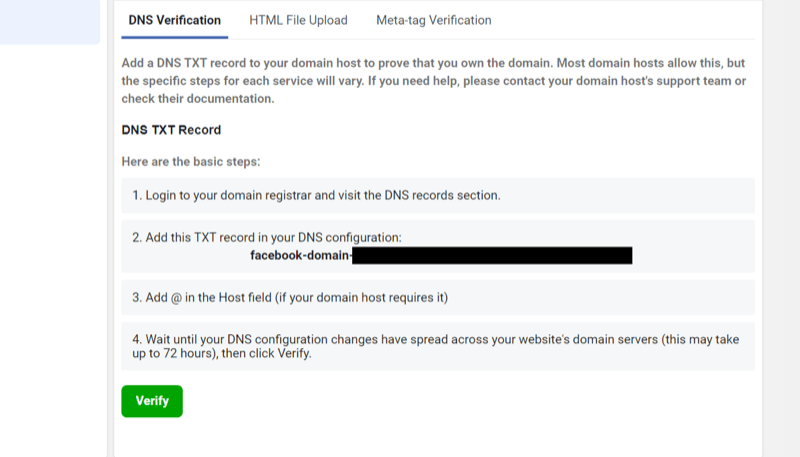 DNS Verification HTML File Upload Meta-tag Verification
Add a DNS TXT record to your domain host to prove that you own the domain. Most domain hosts allow this, but
the specific steps for each service will vary. If you need help, please contact your domain host's support team or
check their documentation.
DNS TXT Record
Here are the basic steps:
1. Login to your domain registrar and visit the DNS records section.
2. Add this TXT record in your DNS configuration:
facebook-domain-
3. Add @ in the Host field (if your domain host requires it)
4. Wait until your DNS configuration changes have spread across your website's domain servers (this may take
up to 72 hours), then click Verify.
Verify